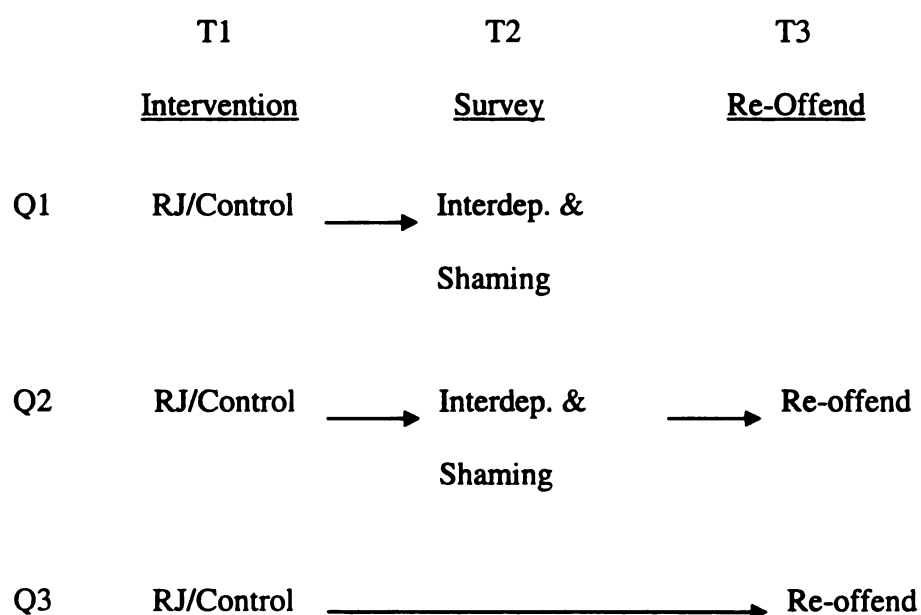 T1 T2 T3
Intervention Survey Re-Offend
Q1 RJ/Control Interdep. &
Shaming
Q2 RJ/Control Interdep. & Re-offend
Shaming
Q3 RJ/Control Re-offend